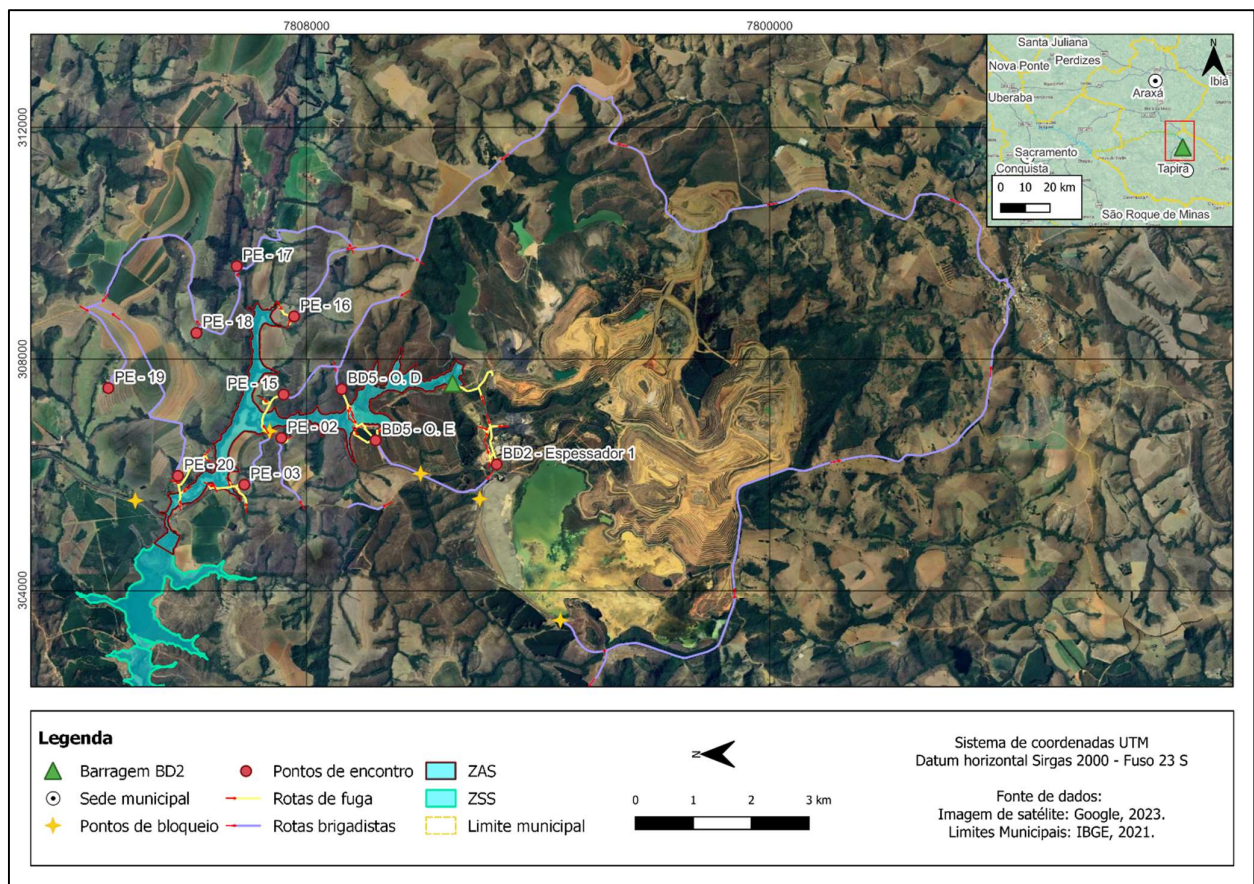 7808000
7800000
312000
308000
304000
Santa Juliana
Perdizes
Nova Ponte
N
Ibiá
Araxá
Uberaba
Sacramento
Conquista
Tapira
0 10 20 km
São Roque de Minas
PE - 17
PE - 16
PE - 18
PE - 19
PE - 15
BD5 - O. D
PE - 02
BD5 - O. E
BD2 - Espessador 1
PE - 20
PE - 03
Legenda
Barragem BD2
Sede municipal
Pontos de bloqueio
Pontos de encontro
Rotas de fuga
Rotas brigadistas
ZAS
ZSS
Limite municipal
N
0 1 2 3 km
Sistema de coordenadas UTM
Datum horizontal Sirgas 2000 - Fuso 23 S
Fonte de dados:
Imagem de satélite: Google, 2023.
Limites Municipais: IBGE, 2021.